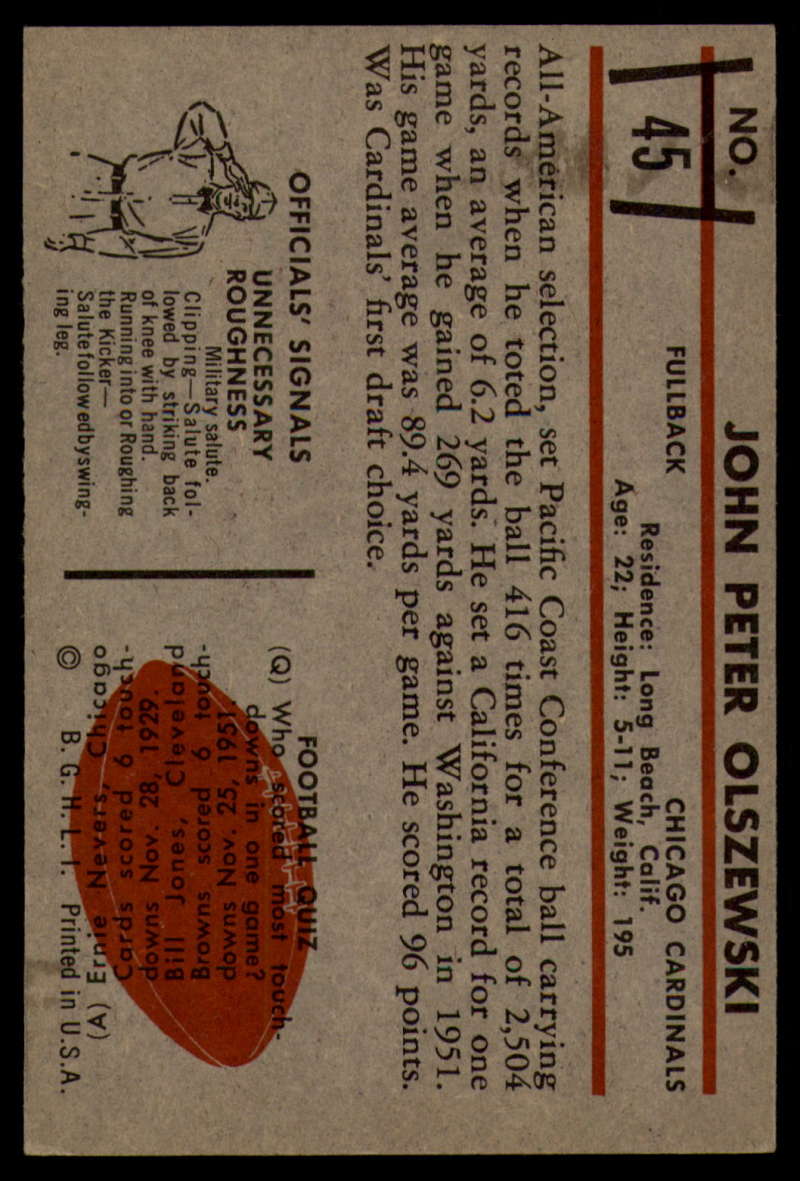 NO.
45
JOHN PETER OLSZEWSKI
FULLBACK
CHICAGO CARDINALS
Residence: Long Beach, Calif.
Age: 22; Height: 5-11; Weight: 195
All-American selection, set Pacific Coast Conference ball carrying
records when he toted the ball 416 times for a total of 2,504
yards, an average of 6.2 yards. He set a California record for one
game when he gained 269 yards against Washington in 1951.
His game average was 89.4 yards per game. He scored 96 points.
Was Cardinals' first draft choice.
OFFICIALS' SIGNALS
UNNECESSARY
ROUGHNESS
Military salute.
Clipping—Salute fol-
lowed by striking back
of knee with hand.
Running into or Roughing
the Kicker—
Salute followed by swing-
ing leg.
FOOTBALL QUIZ
(Q) Who scored most touch-
downs in one game?
(A) Ernie Nevers, Chicago
Cards scored 6 touch-
downs Nov. 28, 1929.
Bill Jones, Cleveland
Browns scored 6 touch-
downs Nov. 25, 1951.
© B. G. H. L. I. Printed in U.S.A.